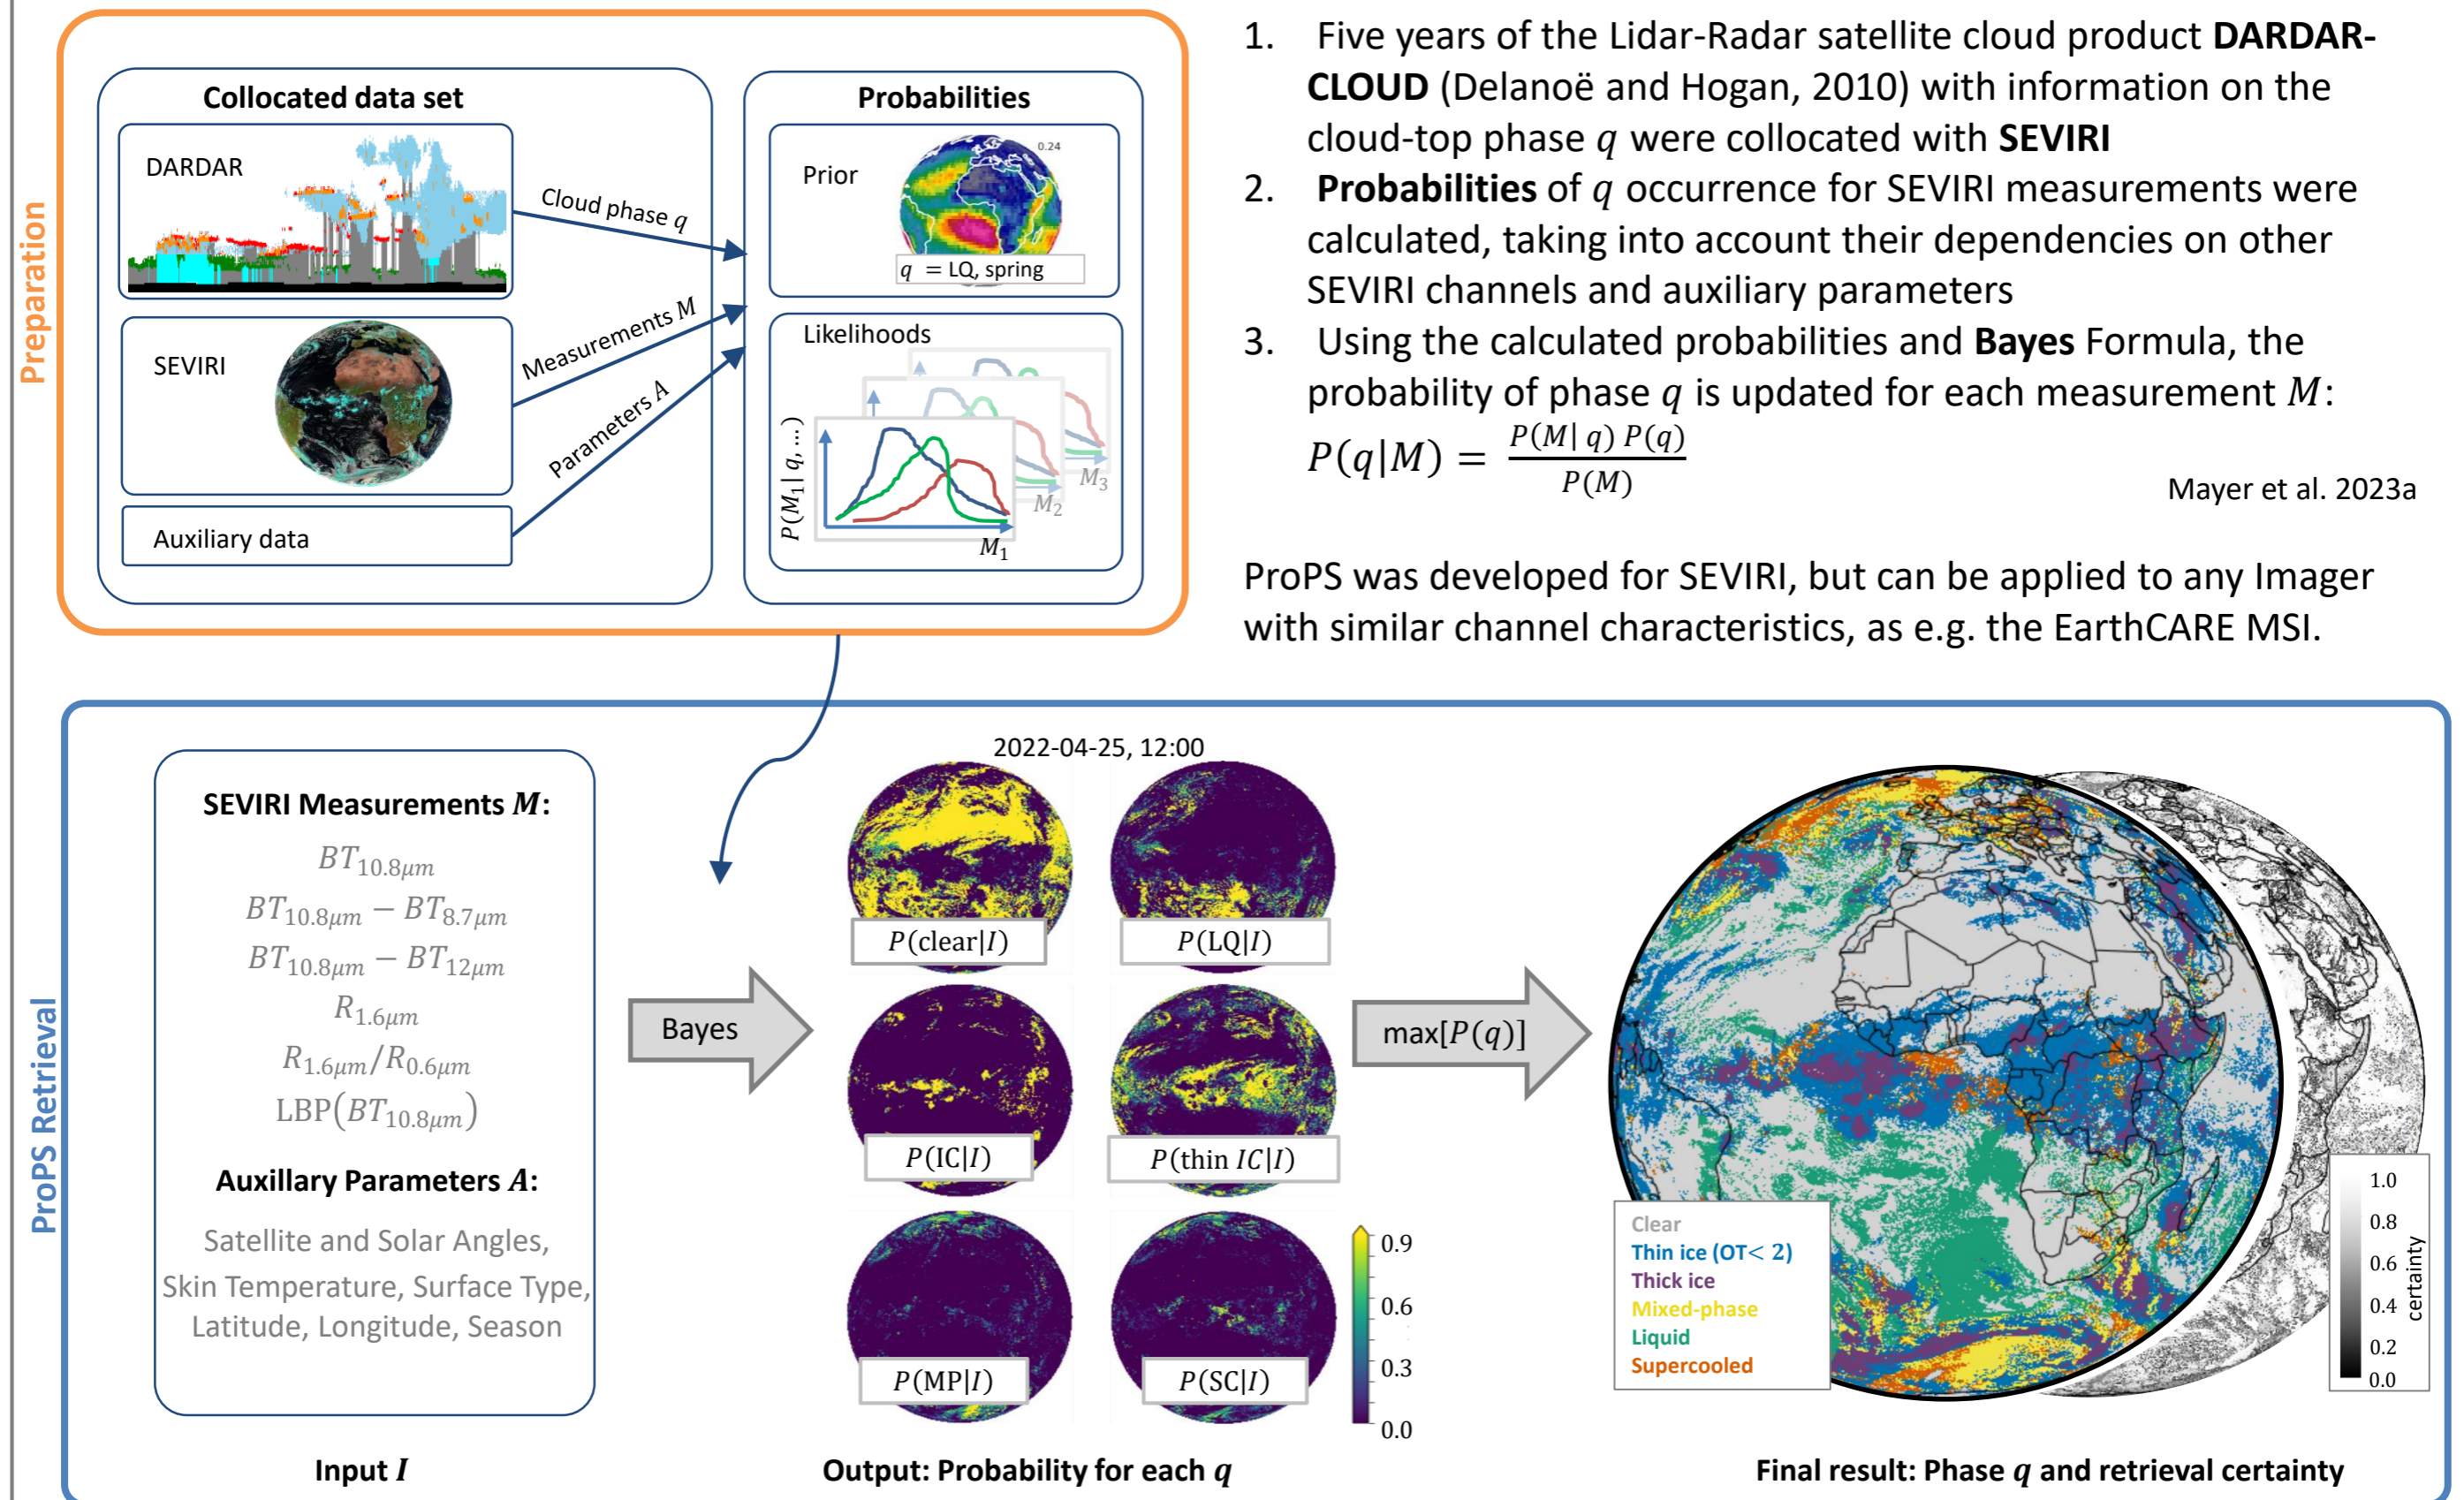 Preparation
Collocated data set
DARDAR
SEVIRI
Auxiliary data
Cloud phase q
Measurements M
Parameters A
Probabilities
Prior
0.24
q = LQ, spring
Likelihoods
P(M₁| q, …)
M₁
M₂
M₃
1. Five years of the Lidar-Radar satellite cloud product DARDAR-
CLOUD (Delanoë and Hogan, 2010) with information on the
cloud-top phase q were collocated with SEVIRI
2. Probabilities of q occurrence for SEVIRI measurements were
calculated, taking into account their dependencies on other
SEVIRI channels and auxiliary parameters
3. Using the calculated probabilities and Bayes Formula, the
probability of phase q is updated for each measurement M:
P(q|M) = P(M| q) P(q) / P(M)
Mayer et al. 2023a
ProPS was developed for SEVIRI, but can be applied to any Imager
with similar channel characteristics, as e.g. the EarthCARE MSI.
ProPS Retrieval
SEVIRI Measurements M:
BT10.8μm
BT10.8μm − BT8.7μm
BT10.8μm − BT12μm
R1.6μm
R1.6μm/R0.6μm
LBP(BT10.8μm)
Auxillary Parameters A:
Satellite and Solar Angles,
Skin Temperature, Surface Type,
Latitude, Longitude, Season
Input I
Bayes
2022-04-25, 12:00
P(clear|I)
P(LQ|I)
P(IC|I)
P(thin IC|I)
P(MP|I)
P(SC|I)
0.9
0.6
0.3
0.0
Output: Probability for each q
max[P(q)]
Clear
Thin ice (OT< 2)
Thick ice
Mixed-phase
Liquid
Supercooled
1.0
0.8
0.6
0.4
0.2
0.0
certainty
Final result: Phase q and retrieval certainty